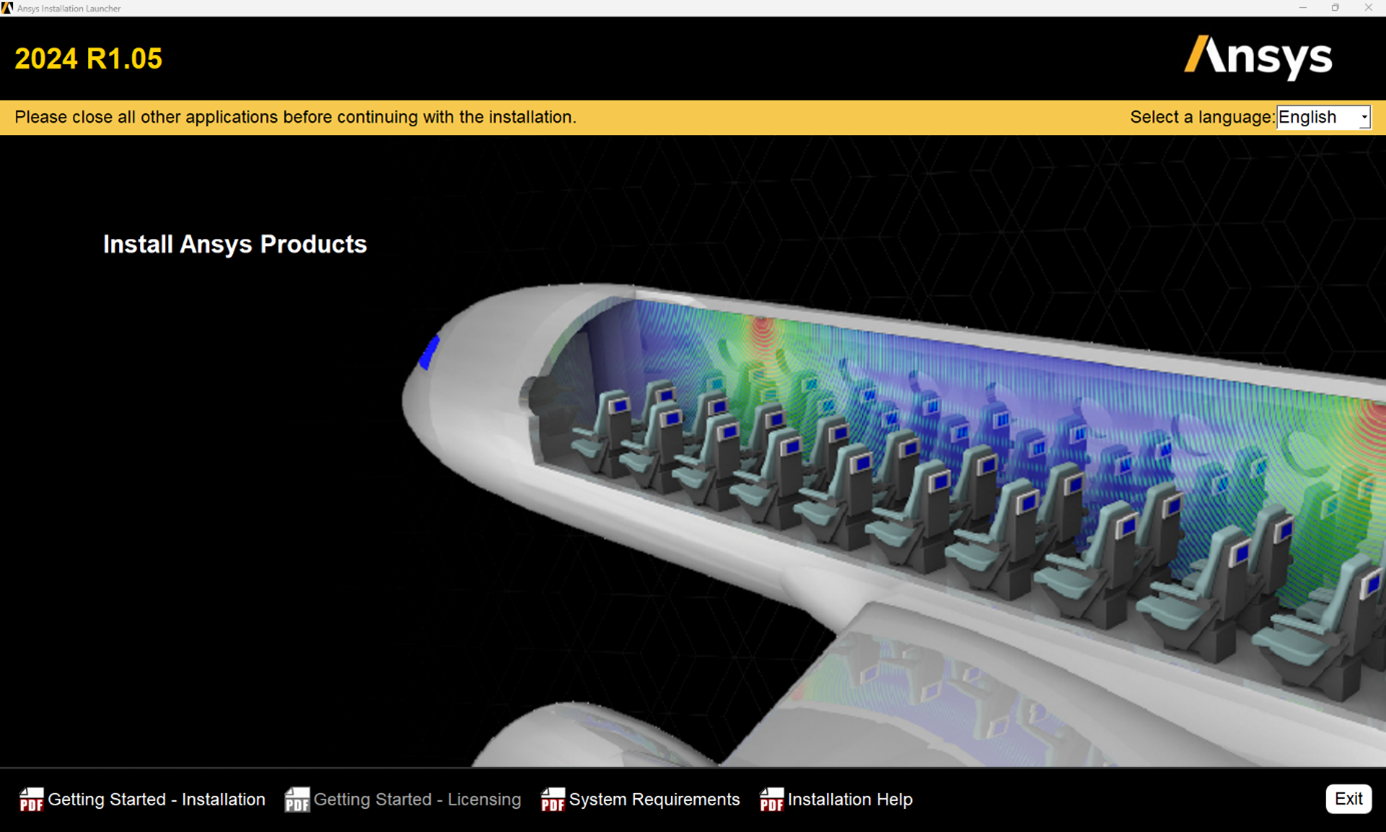 Ansys Installation Launcher
2024 R1.05
Ansys
Please close all other applications before continuing with the installation.
Select a language: English
Install Ansys Products
PDF Getting Started - Installation
PDF Getting Started - Licensing
PDF System Requirements
PDF Installation Help
Exit